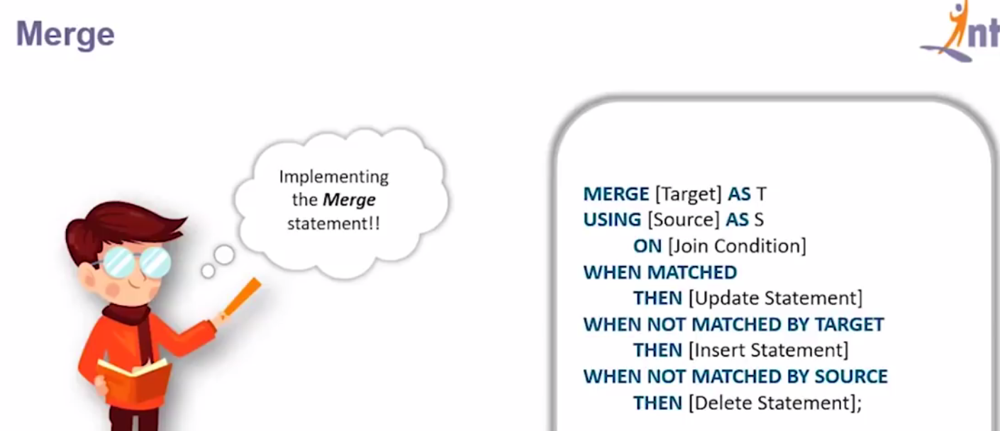 Merge
Implementing
the Merge
statement!!
MERGE [Target] AS T
USING [Source] AS S
ON [Join Condition]
WHEN MATCHED
THEN [Update Statement]
WHEN NOT MATCHED BY TARGET
THEN [Insert Statement]
WHEN NOT MATCHED BY SOURCE
THEN [Delete Statement];